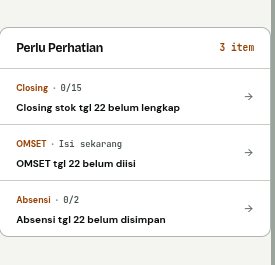 Perlu Perhatian 3 item
Closing · 0/15
Closing stok tgl 22 belum lengkap
OMSET · Isi sekarang
OMSET tgl 22 belum diisi
Absensi · 0/2
Absensi tgl 22 belum disimpan